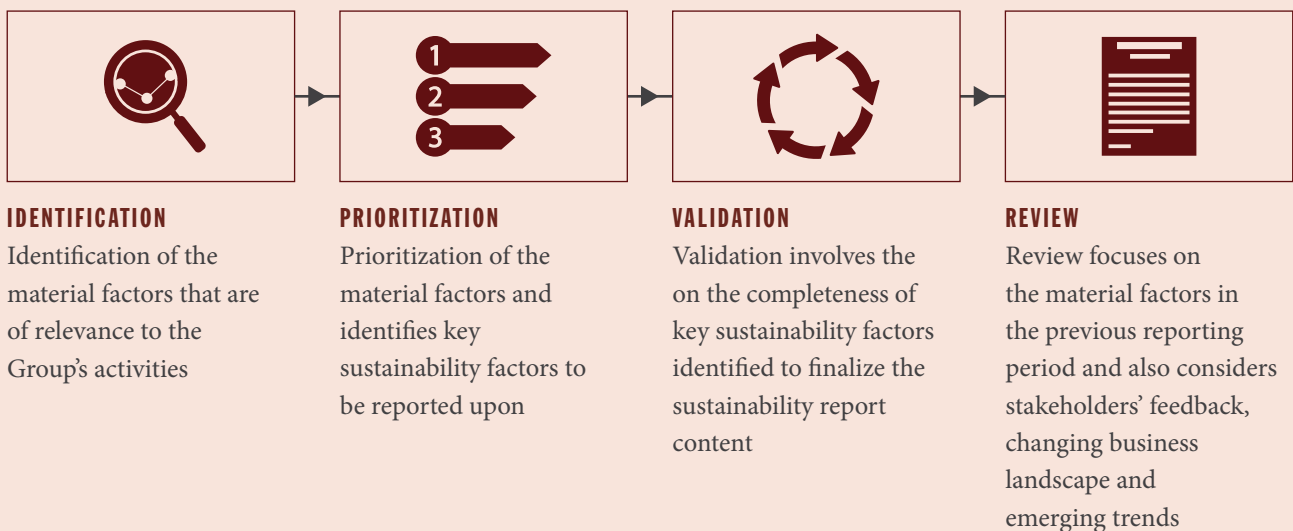 1
2
3
IDENTIFICATION
Identification of the
material factors that are
of relevance to the
Group’s activities
PRIORITIZATION
Prioritization of the
material factors and
identifies key
sustainability factors to
be reported upon
VALIDATION
Validation involves the
on the completeness of
key sustainability factors
identified to finalize the
sustainability report
content
REVIEW
Review focuses on
the material factors in
the previous reporting
period and also considers
stakeholders’ feedback,
changing business
landscape and
emerging trends